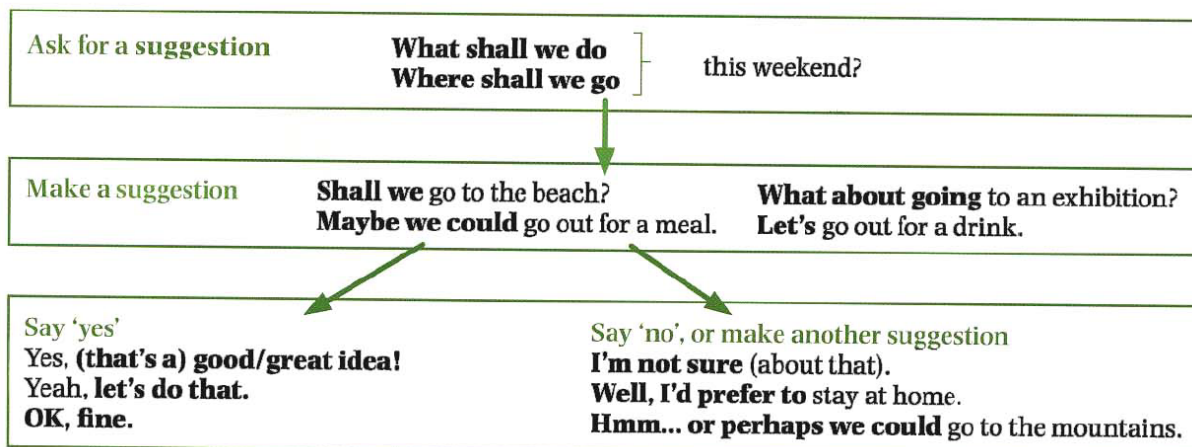 Ask for a suggestion
What shall we do
Where shall we go
this weekend?
Make a suggestion
Shall we go to the beach?
Maybe we could go out for a meal.
What about going to an exhibition?
Let's go out for a drink.
Say 'yes'
Yes, (that's a) good/great idea!
Yeah, let's do that.
OK, fine.
Say 'no', or make another suggestion
I'm not sure (about that).
Well, I'd prefer to stay at home.
Hmm... or perhaps we could go to the mountains.